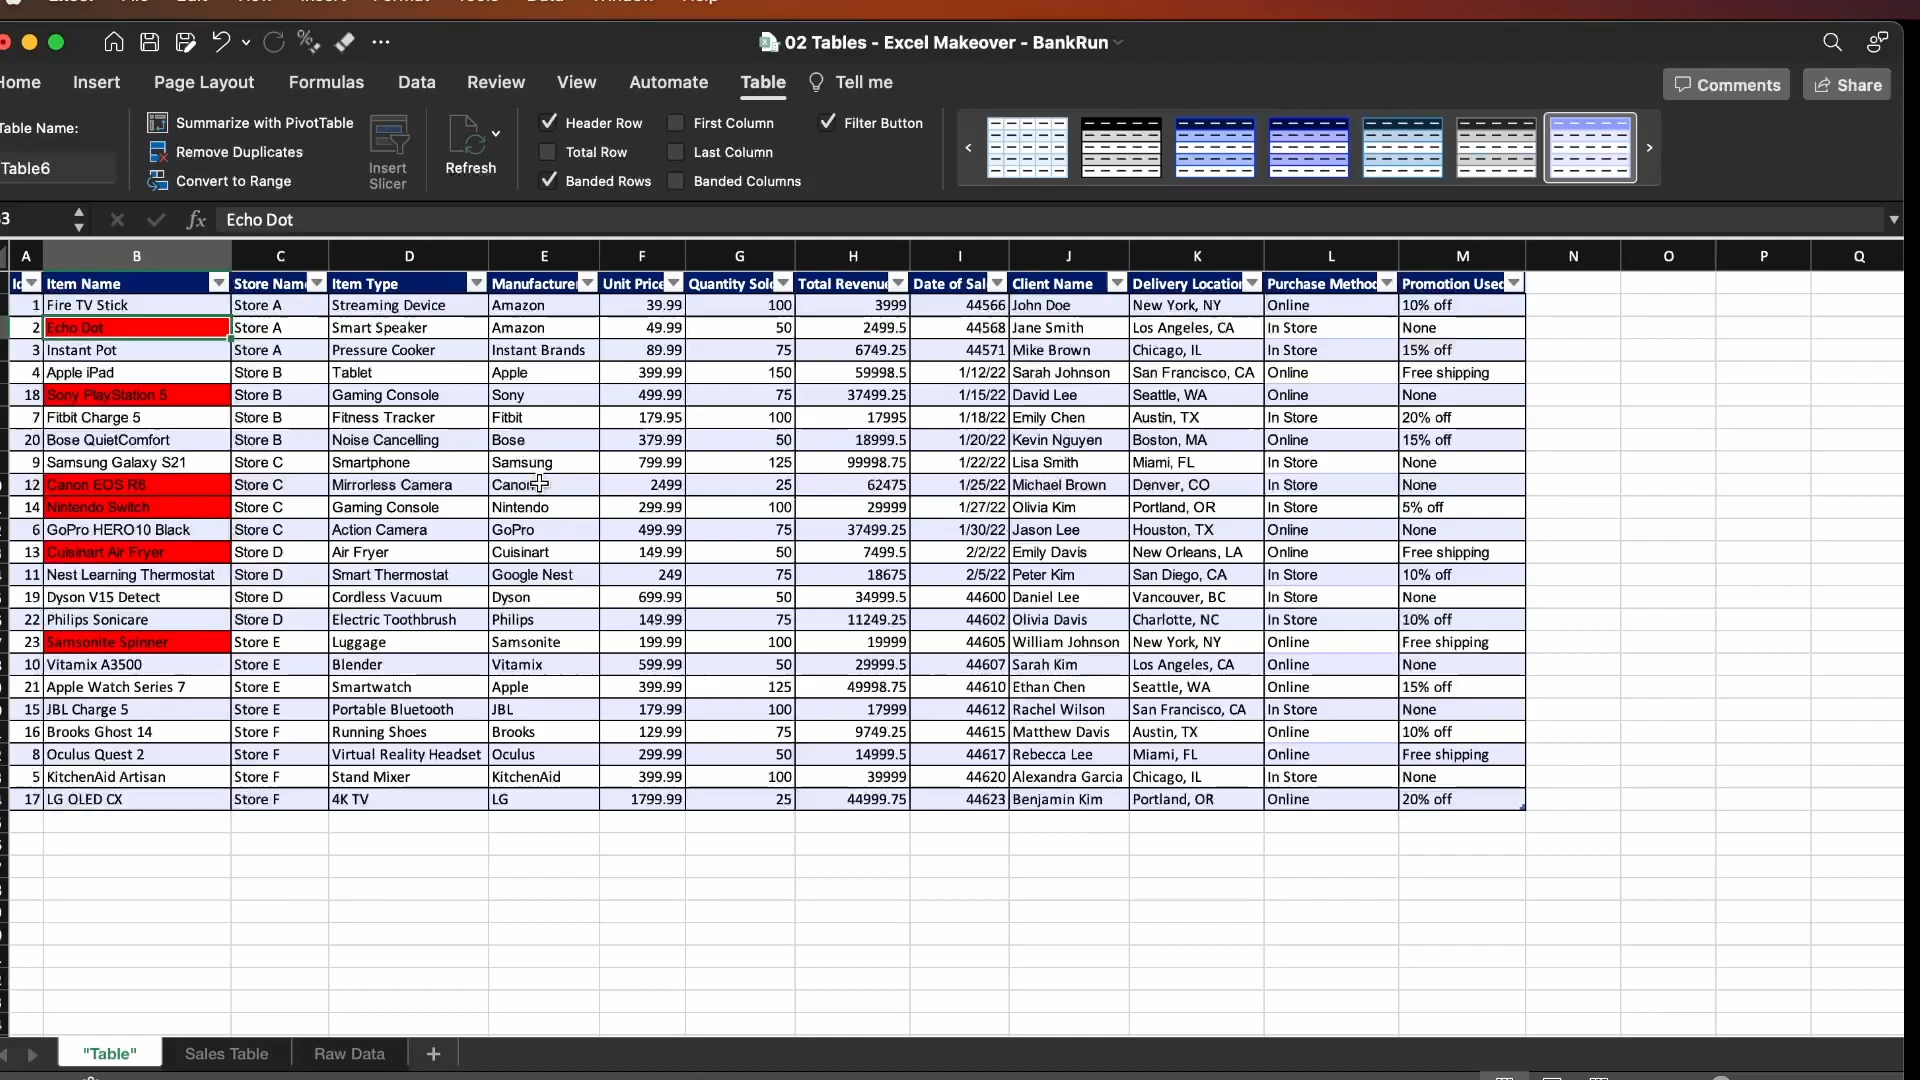 02 Tables - Excel Makeover - BankRun
Insert Page Layout Formulas Data Review View Automate Table Tell me Comments Share
Table Name: Summarize with PivotTable Header Row First Column Filter Button
Table6 Remove Duplicates Insert Slicer Refresh Total Row Last Column
Convert to Range Banded Rows Banded Columns
fx Echo Dot
A B C D E F G H I J K L M N O P Q
Item Name Store Nam Item Type Manufacture Unit Price Quantity Sol Total Revenu Date of Sal Client Name Delivery Location Purchase Method Promotion Used
1 Fire TV Stick Store A Streaming Device Amazon 39.99 100 3999 44566 John Doe New York, NY Online 10% off
2 Echo Dot Store A Smart Speaker Amazon 49.99 50 2499.5 44568 Jane Smith Los Angeles, CA In Store None
3 Instant Pot Store A Pressure Cooker Instant Brands 89.99 75 6749.25 44571 Mike Brown Chicago, IL In Store 15% off
4 Apple iPad Store B Tablet Apple 399.99 150 59998.5 1/12/22 Sarah Johnson San Francisco, CA Online Free shipping
18 Sony PlayStation 5 Store B Gaming Console Sony 499.99 75 37499.25 1/15/22 David Lee Seattle, WA Online None
7 Fitbit Charge 5 Store B Fitness Tracker Fitbit 179.95 100 17995 1/18/22 Emily Chen Austin, TX In Store 20% off
20 Bose QuietComfort Store B Noise Cancelling Bose 379.99 50 18999.5 1/20/22 Kevin Nguyen Boston, MA Online 15% off
9 Samsung Galaxy S21 Store C Smartphone Samsung 799.99 125 99998.75 1/22/22 Lisa Smith Miami, FL In Store None
12 Canon EOS R6 Store C Mirrorless Camera Canon 2499 25 62475 1/25/22 Michael Brown Denver, CO In Store None
14 Nintendo Switch Store C Gaming Console Nintendo 299.99 100 29999 1/27/22 Olivia Kim Portland, OR In Store 5% off
6 GoPro HERO10 Black Store C Action Camera GoPro 499.99 75 37499.25 1/30/22 Jason Lee Houston, TX Online None
13 Cuisinart Air Fryer Store D Air Fryer Cuisinart 149.99 50 7499.5 2/2/22 Emily Davis New Orleans, LA Online Free shipping
11 Nest Learning Thermostat Store D Smart Thermostat Google Nest 249 75 18675 2/5/22 Peter Kim San Diego, CA In Store 10% off
19 Dyson V15 Detect Store D Cordless Vacuum Dyson 699.99 50 34999.5 44600 Daniel Lee Vancouver, BC In Store None
22 Philips Sonicare Store D Electric Toothbrush Philips 149.99 75 11249.25 44602 Olivia Davis Charlotte, NC In Store 10% off
23 Samsonite Spinner Store E Luggage Samsonite 199.99 100 19999 44605 William Johnson New York, NY Online Free shipping
10 Vitamix A3500 Store E Blender Vitamix 599.99 50 29999.5 44607 Sarah Kim Los Angeles, CA Online None
21 Apple Watch Series 7 Store E Smartwatch Apple 399.99 125 49998.75 44610 Ethan Chen Seattle, WA Online 15% off
15 JBL Charge 5 Store E Portable Bluetooth JBL 179.99 100 17999 44612 Rachel Wilson San Francisco, CA In Store None
16 Brooks Ghost 14 Store F Running Shoes Brooks 129.99 75 9749.25 44615 Matthew Davis Austin, TX Online 10% off
8 Oculus Quest 2 Store F Virtual Reality Headset Oculus 299.99 50 14999.5 44617 Rebecca Lee Miami, FL Online Free shipping
5 KitchenAid Artisan Store F Stand Mixer KitchenAid 399.99 100 39999 44620 Alexandra Garcia Chicago, IL In Store None
17 LG OLED CX Store F 4K TV LG 1799.99 25 44999.75 44623 Benjamin Kim Portland, OR Online 20% off
"Table" Sales Table Raw Data